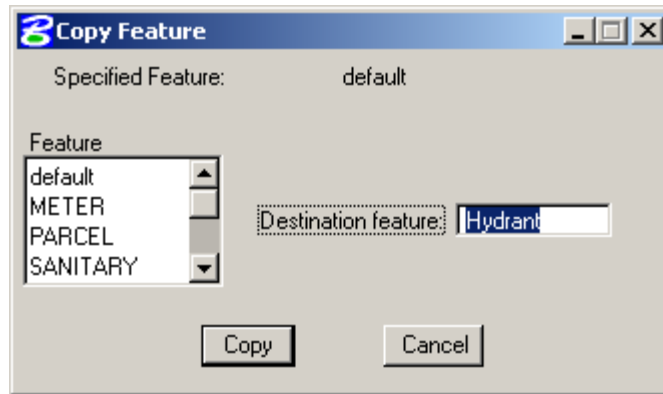 Copy Feature
Specified Feature: default
Feature
default
METER
PARCEL
SANITARY
Destination feature: Hydrant
Copy Cancel